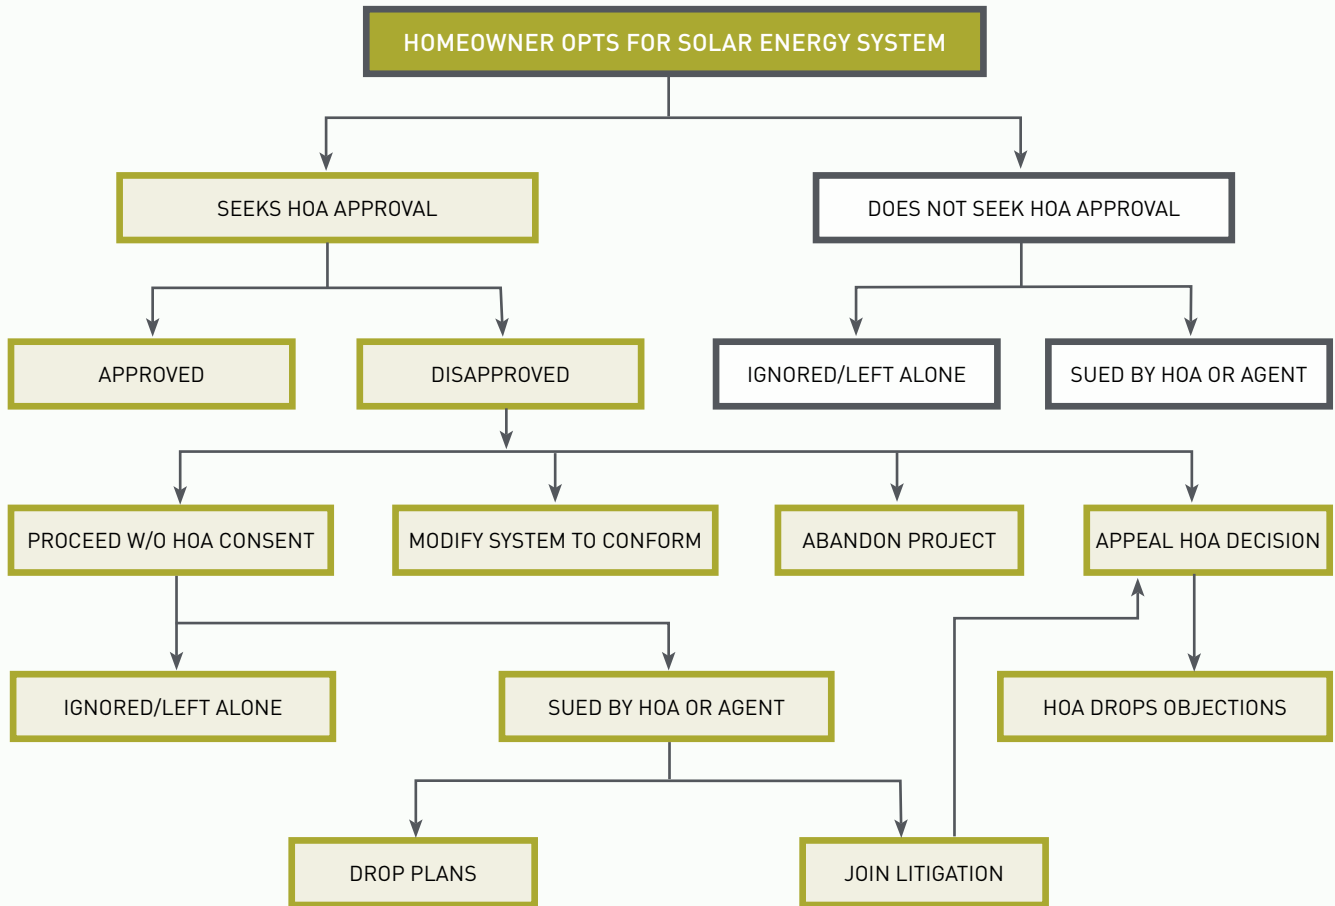 HOMEOWNER OPTS FOR SOLAR ENERGY SYSTEM
SEEKS HOA APPROVAL
DOES NOT SEEK HOA APPROVAL
APPROVED
DISAPPROVED
IGNORED/LEFT ALONE
SUED BY HOA OR AGENT
PROCEED W/O HOA CONSENT
MODIFY SYSTEM TO CONFORM
ABANDON PROJECT
APPEAL HOA DECISION
IGNORED/LEFT ALONE
SUED BY HOA OR AGENT
HOA DROPS OBJECTIONS
DROP PLANS
JOIN LITIGATION